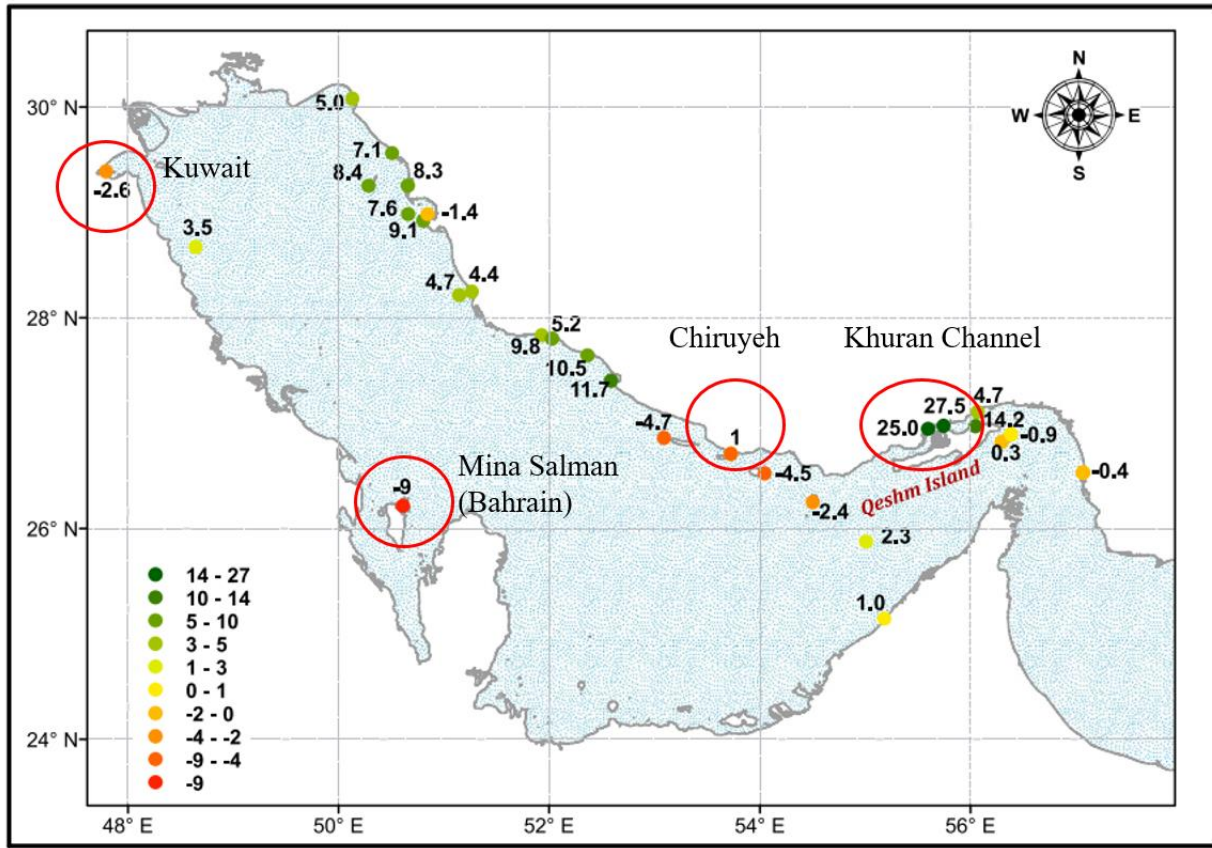 N
W E
S
30° N
28° N
26° N
24° N
48° E
50° E
52° E
54° E
56° E
Kuwait
-2.6
3.5
5.0
7.1
8.4
8.3
7.6
-1.4
9.1
4.7
4.4
5.2
9.8
10.5
11.7
Chiruyeh
Khuran Channel
-4.7
1
-4.5
-2.4
25.0
27.5
4.7
14.2
-0.9
0.3
-0.4
Qeshm Island
2.3
1.0
Mina Salman
(Bahrain)
-9
14 - 27
10 - 14
5 - 10
3 - 5
1 - 3
0 - 1
-2 - 0
-4 - -2
-9 - -4
-9